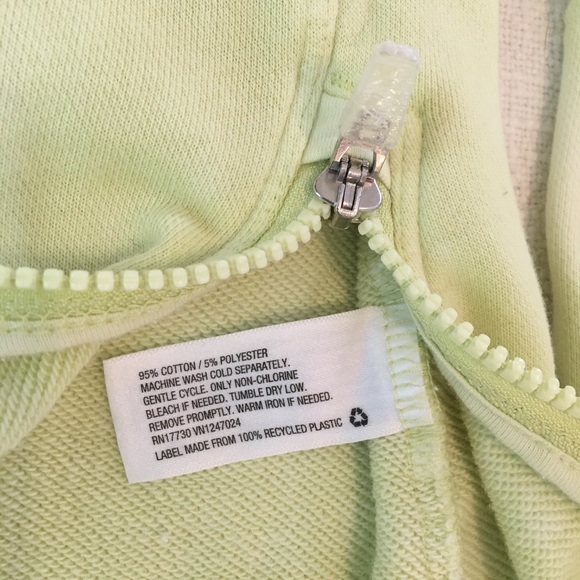 95% COTTON / 5% POLYESTER
MACHINE WASH COLD SEPARATELY.
GENTLE CYCLE. ONLY NON-CHLORINE
BLEACH IF NEEDED. TUMBLE DRY LOW.
REMOVE PROMPTLY. WARM IRON IF NEEDED.
RN17730 VN1247024
LABEL MADE FROM 100% RECYCLED PLASTIC